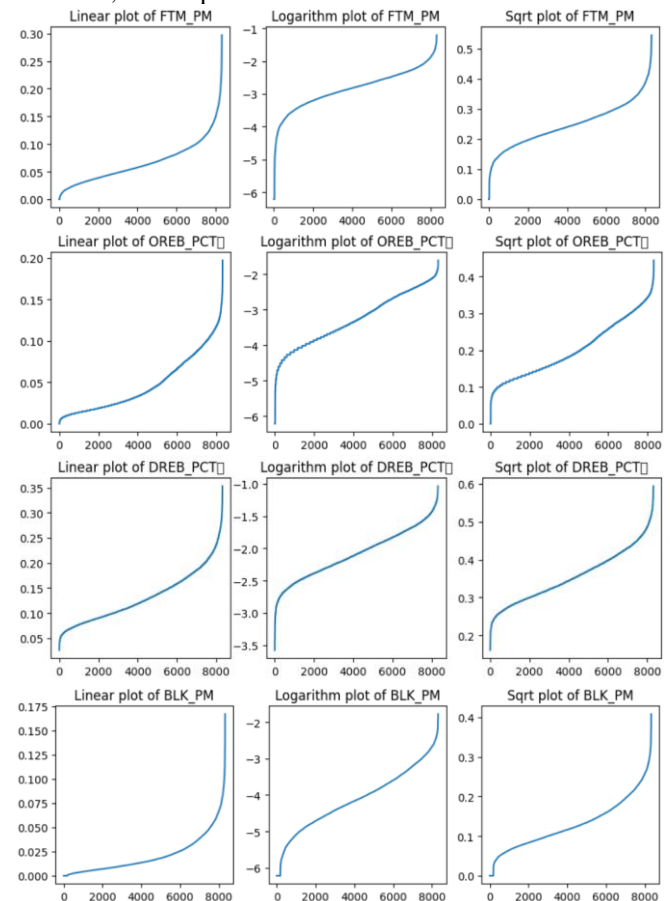 Linear plot of FTM_PM Logarithm plot of FTM_PM Sqrt plot of FTM_PM
0.30 0.25 0.20 0.15 0.10 0.05 0.00
−1 −2 −3 −4 −5 −6
0.5 0.4 0.3 0.2 0.1 0.0
0 2000 4000 6000 8000 0 2000 4000 6000 8000 0 2000 4000 6000 8000
Linear plot of OREB_PCT▯ Logarithm plot of OREB_PCT▯ Sqrt plot of OREB_PCT▯
0.20 0.15 0.10 0.05 0.00
−2 −3 −4 −5 −6
0.4 0.3 0.2 0.1 0.0
0 2000 4000 6000 8000 0 2000 4000 6000 8000 0 2000 4000 6000 8000
Linear plot of DREB_PCT▯ Logarithm plot of DREB_PCT▯ Sqrt plot of DREB_PCT▯
0.35 0.30 0.25 0.20 0.15 0.10 0.05
−1.0 −1.5 −2.0 −2.5 −3.0 −3.5
0.6 0.5 0.4 0.3 0.2
0 2000 4000 6000 8000 0 2000 4000 6000 8000 0 2000 4000 6000 8000
Linear plot of BLK_PM Logarithm plot of BLK_PM Sqrt plot of BLK_PM
0.175 0.150 0.125 0.100 0.075 0.050 0.025 0.000
−2 −3 −4 −5 −6
0.4 0.3 0.2 0.1 0.0
0 2000 4000 6000 8000 0 2000 4000 6000 8000 0 2000 4000 6000 8000